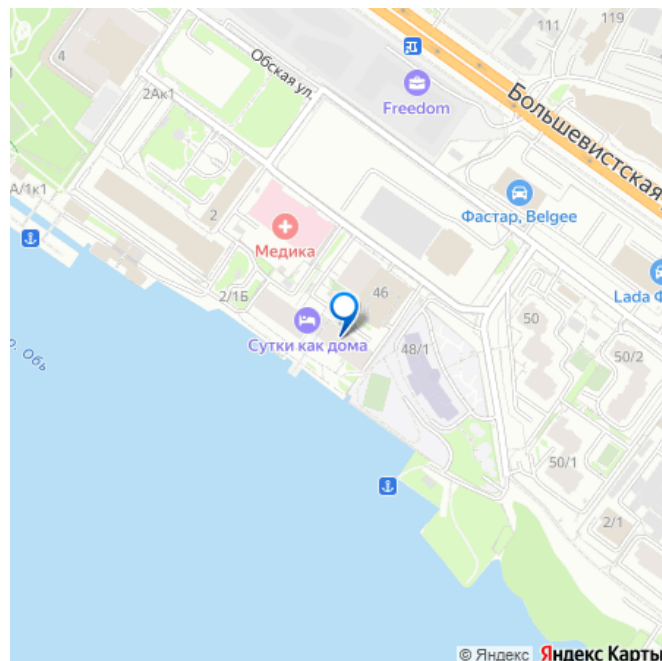 111
119
4
Обская ул.
Freedom
Большевистская
2Ак1
А/1к1
2
Фастар, Belgee
Медика
Lada Ф
2/1Б
46
50
Сутки как дома
48/1
50/2
р. Обь
50/1
2/1
© Яндекс Яндекс Карты